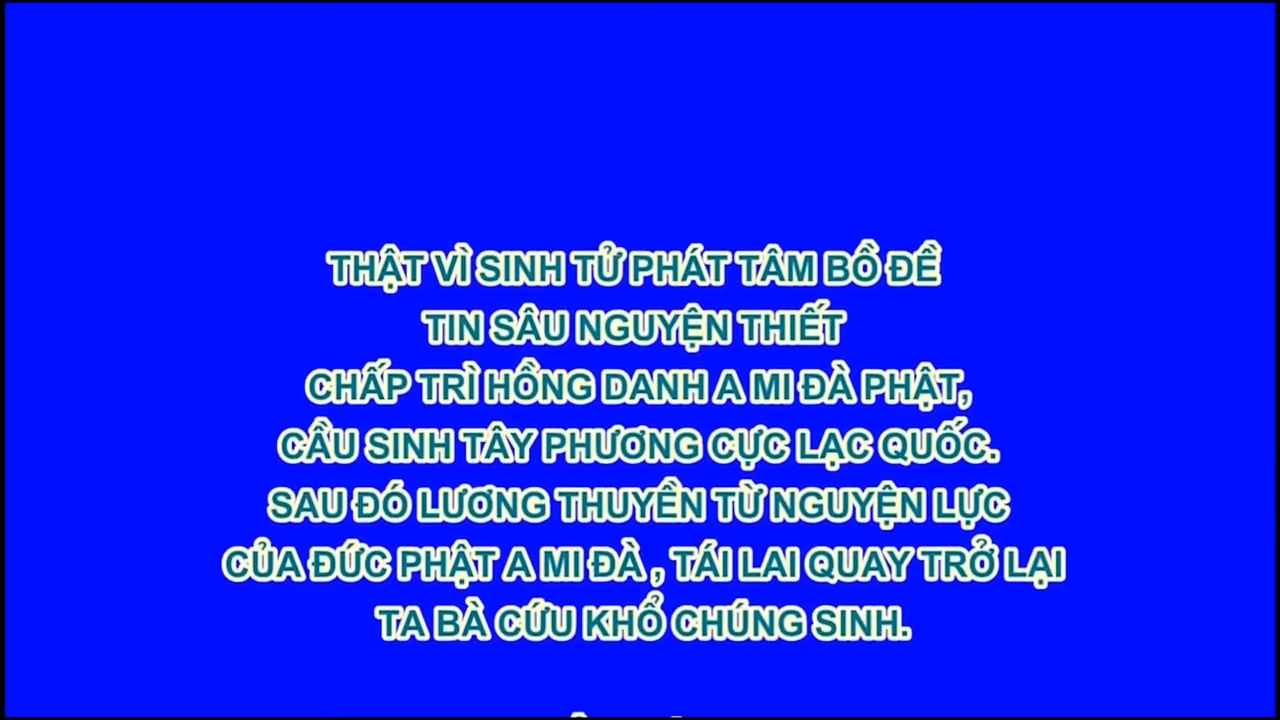 THẬT VÌ SINH TỬ PHÁT TÂM BỒ ĐỀ
TIN SÂU NGUYỆN THIẾT
CHẤP TRÌ HỒNG DANH A MI ĐÀ PHẬT,
CẦU SINH TÂY PHƯƠNG CỰC LẠC QUỐC.
SAU ĐÓ LƯƠNG THUYỀN TỪ NGUYỆN LỰC
CỦA ĐỨC PHẬT A MI ĐÀ , TÁI LAI QUAY TRỞ LẠI
TA BÀ CỨU KHỔ CHÚNG SINH.